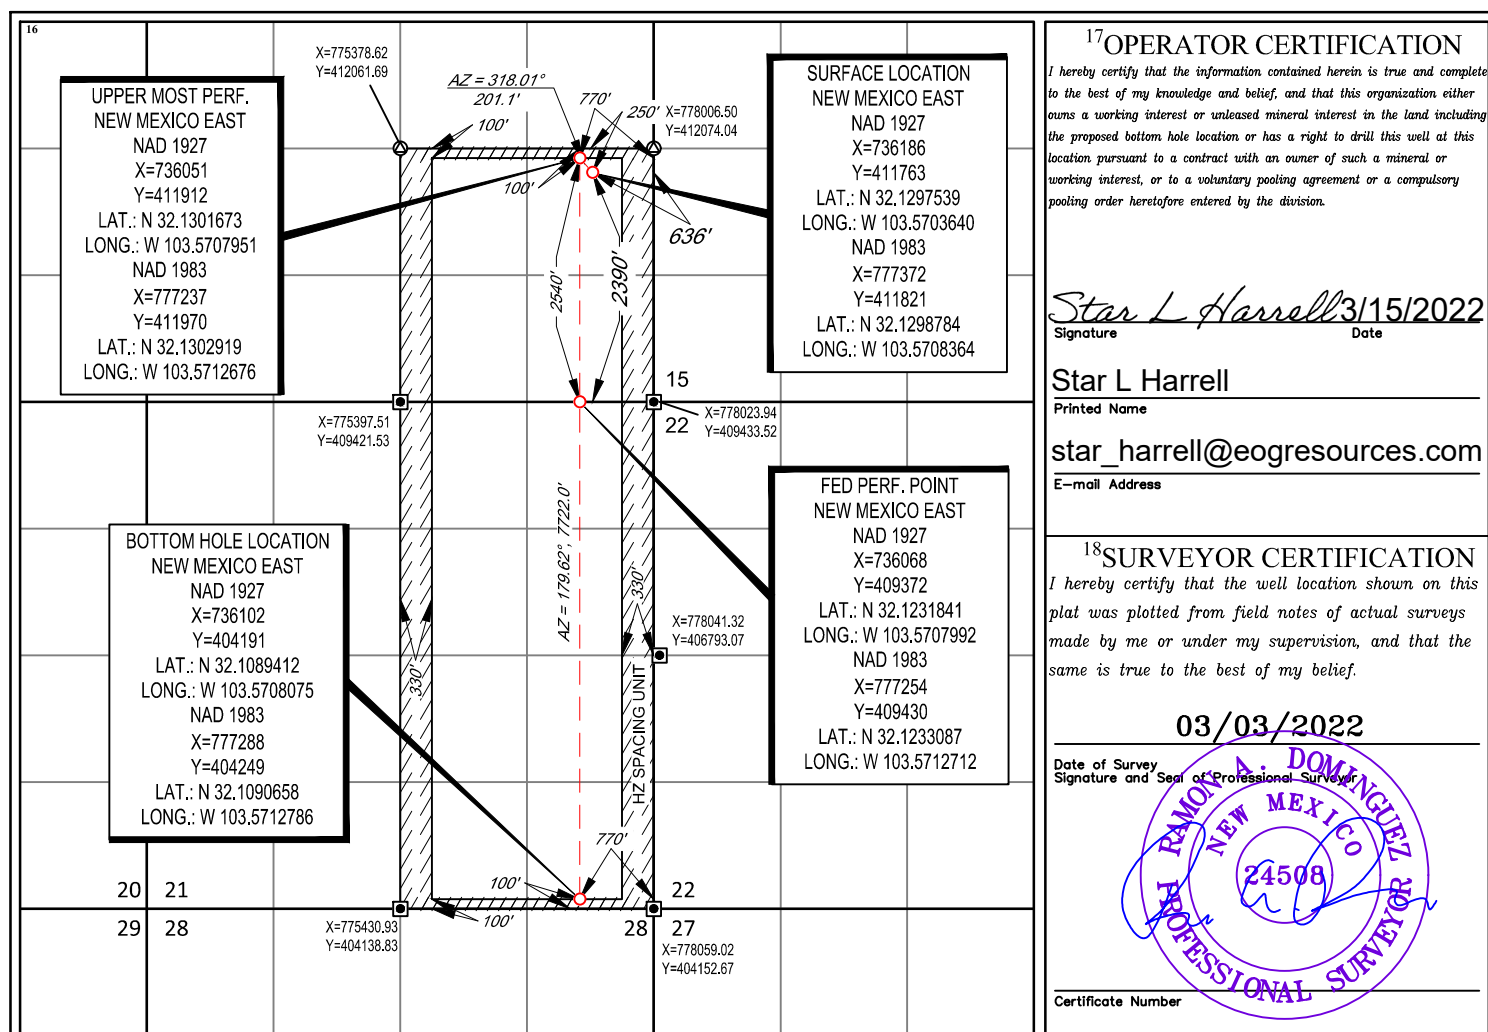 16
X=775378.62
Y=412061.69
UPPER MOST PERF.
NEW MEXICO EAST
NAD 1927
X=736051
Y=411912
LAT.: N 32.1301673
LONG.: W 103.5707951
NAD 1983
X=777237
Y=411970
LAT.: N 32.1302919
LONG.: W 103.5712676
AZ = 318.01°
201.1'
770'
250'
100'
100'
X=778006.50
Y=412074.04
SURFACE LOCATION
NEW MEXICO EAST
NAD 1927
X=736186
Y=411763
LAT.: N 32.1297539
LONG.: W 103.5703640
NAD 1983
X=777372
Y=411821
LAT.: N 32.1298784
LONG.: W 103.5708364
636'
2540'
2390'
15
22
X=775397.51
Y=409421.53
X=778023.94
Y=409433.52
FED PERF. POINT
NEW MEXICO EAST
NAD 1927
X=736068
Y=409372
LAT.: N 32.1231841
LONG.: W 103.5707992
NAD 1983
X=777254
Y=409430
LAT.: N 32.1233087
LONG.: W 103.5712712
AZ = 179.62°, 7722.0'
330'
330'
X=778041.32
Y=406793.07
HZ SPACING UNIT
BOTTOM HOLE LOCATION
NEW MEXICO EAST
NAD 1927
X=736102
Y=404191
LAT.: N 32.1089412
LONG.: W 103.5708075
NAD 1983
X=777288
Y=404249
LAT.: N 32.1090658
LONG.: W 103.5712786
770'
100'
100'
20 21
29 28
X=775430.93
Y=404138.83
22
28 27
X=778059.02
Y=404152.67
17 OPERATOR CERTIFICATION
I hereby certify that the information contained herein is true and complete
to the best of my knowledge and belief, and that this organization either
owns a working interest or unleased mineral interest in the land including
the proposed bottom hole location or has a right to drill this well at this
location pursuant to a contract with an owner of such a mineral or
working interest, or to a voluntary pooling agreement or a compulsory
pooling order heretofore entered by the division.
Star L Harrell 3/15/2022
Signature Date
Star L Harrell
Printed Name
star_harrell@eogresources.com
E-mail Address
18 SURVEYOR CERTIFICATION
I hereby certify that the well location shown on this
plat was plotted from field notes of actual surveys
made by me or under my supervision, and that the
same is true to the best of my belief.
03/03/2022
Date of Survey
Signature and Seal of Professional Surveyor
RAMON A. DOMINGUEZ
NEW MEXICO
24508
PROFESSIONAL SURVEYOR
Certificate Number